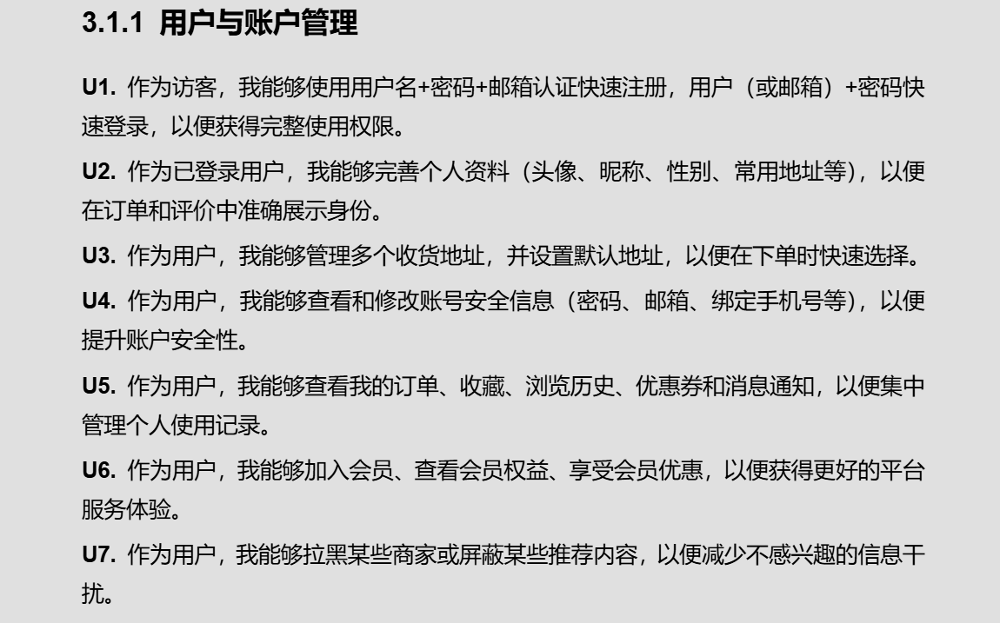 3.1.1 用户与账户管理
U1. 作为访客，我能够使用用户名+密码+邮箱认证快速注册，用户（或邮箱）+密码快
速登录，以便获得完整使用权限。
U2. 作为已登录用户，我能够完善个人资料（头像、昵称、性别、常用地址等），以便
在订单和评价中准确展示身份。
U3. 作为用户，我能够管理多个收货地址，并设置默认地址，以便在下单时快速选择。
U4. 作为用户，我能够查看和修改账号安全信息（密码、邮箱、绑定手机号等），以便
提升账户安全性。
U5. 作为用户，我能够查看我的订单、收藏、浏览历史、优惠券和消息通知，以便集中
管理个人使用记录。
U6. 作为用户，我能够加入会员、查看会员权益、享受会员优惠，以便获得更好的平台
服务体验。
U7. 作为用户，我能够拉黑某些商家或屏蔽某些推荐内容，以便减少不感兴趣的信息干
扰。